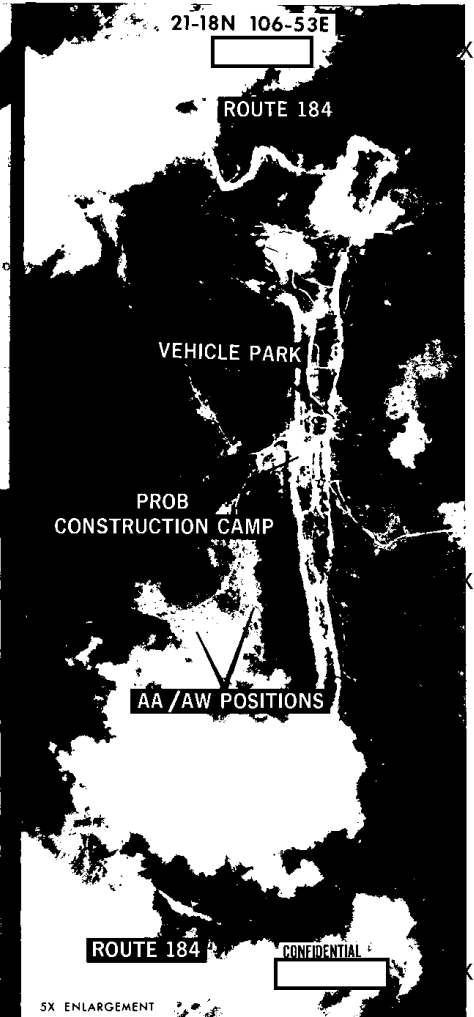 21-18N 106-53E
ROUTE 184
VEHICLE PARK
PROB
CONSTRUCTION CAMP
AA/AW POSITIONS
ROUTE 184
CONFIDENTIAL
5X ENLARGEMENT
X
X
X